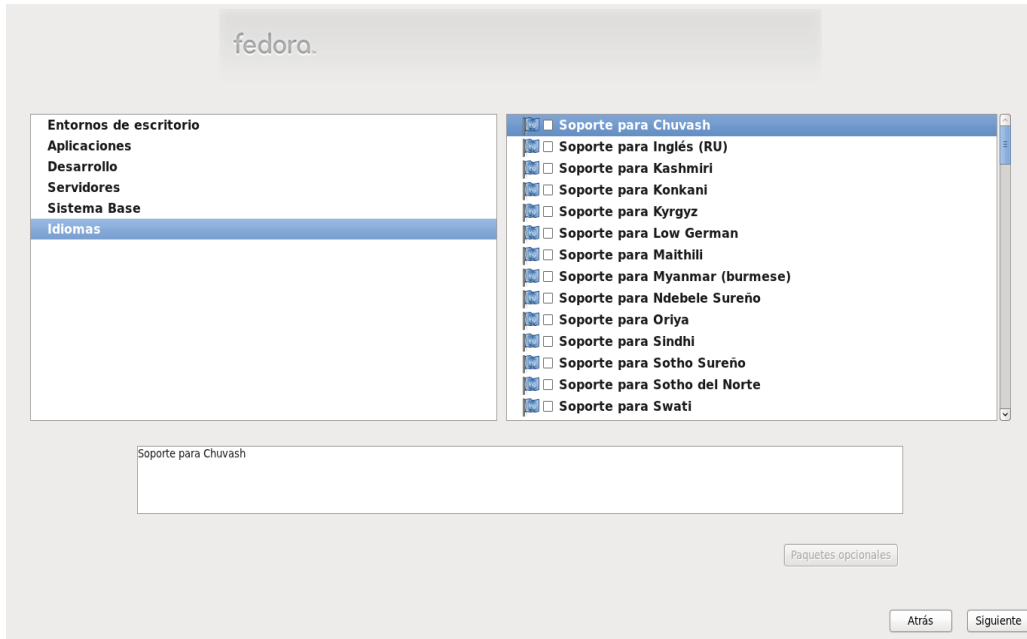 fedora
Entornos de escritorio
Aplicaciones
Desarrollo
Servidores
Sistema Base
Idiomas
Soporte para Chuvash
Soporte para Inglés (RU)
Soporte para Kashmiri
Soporte para Konkani
Soporte para Kyrgyz
Soporte para Low German
Soporte para Maithili
Soporte para Myanmar (burmese)
Soporte para Ndebele Sureño
Soporte para Oriya
Soporte para Sindhi
Soporte para Sotho Sureño
Soporte para Sotho del Norte
Soporte para Swati
Soporte para Chuvash
Paquetes opcionales
Atrás
Siguiente